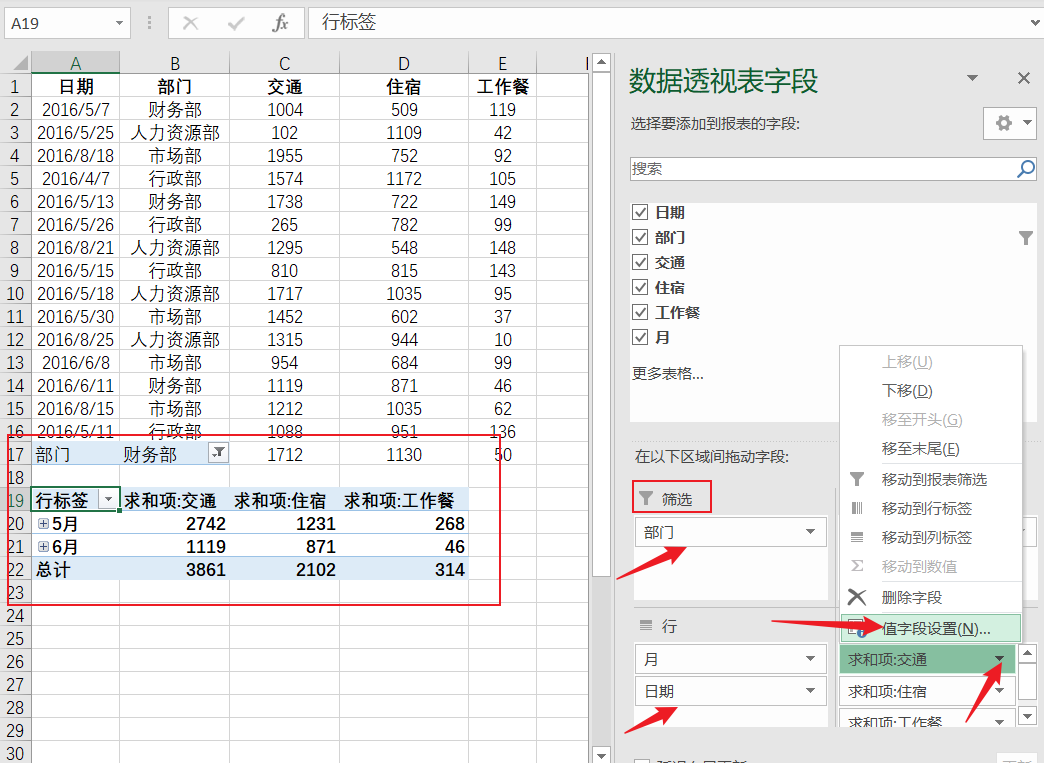 A19 fx 行标签
A B C D E
1 日期 部门 交通 住宿 工作餐
2 2016/5/7 财务部 1004 509 119
3 2016/5/25 人力资源部 102 1109 42
4 2016/8/18 市场部 1955 752 92
5 2016/4/7 行政部 1574 1172 105
6 2016/5/13 财务部 1738 722 149
7 2016/5/26 行政部 265 782 99
8 2016/8/21 人力资源部 1295 548 148
9 2016/5/15 行政部 810 815 143
10 2016/5/18 人力资源部 1717 1035 95
11 2016/5/30 市场部 1452 602 37
12 2016/8/25 人力资源部 1315 944 10
13 2016/6/8 市场部 954 684 99
14 2016/6/11 财务部 1119 871 46
15 2016/8/15 市场部 1212 1035 62
16 2016/5/11 行政部 1088 951 136
17 部门 财务部 1712 1130 50
18
19 行标签 求和项:交通 求和项:住宿 求和项:工作餐
20 5月 2742 1231 268
21 6月 1119 871 46
22 总计 3861 2102 314
23
24
25
26
27
28
29
30
数据透视表字段
选择要添加到报表的字段:
搜索
日期
部门
交通
住宿
工作餐
月
更多表格...
在以下区域间拖动字段:
筛选
部门
行
月
日期
上移(U)
下移(D)
移至开头(G)
移至末尾(E)
移动到报表筛选
移动到行标签
移动到列标签
Σ 移动到数值
删除字段
值字段设置(N)...
求和项:交通
求和项:住宿
求和项:工作餐